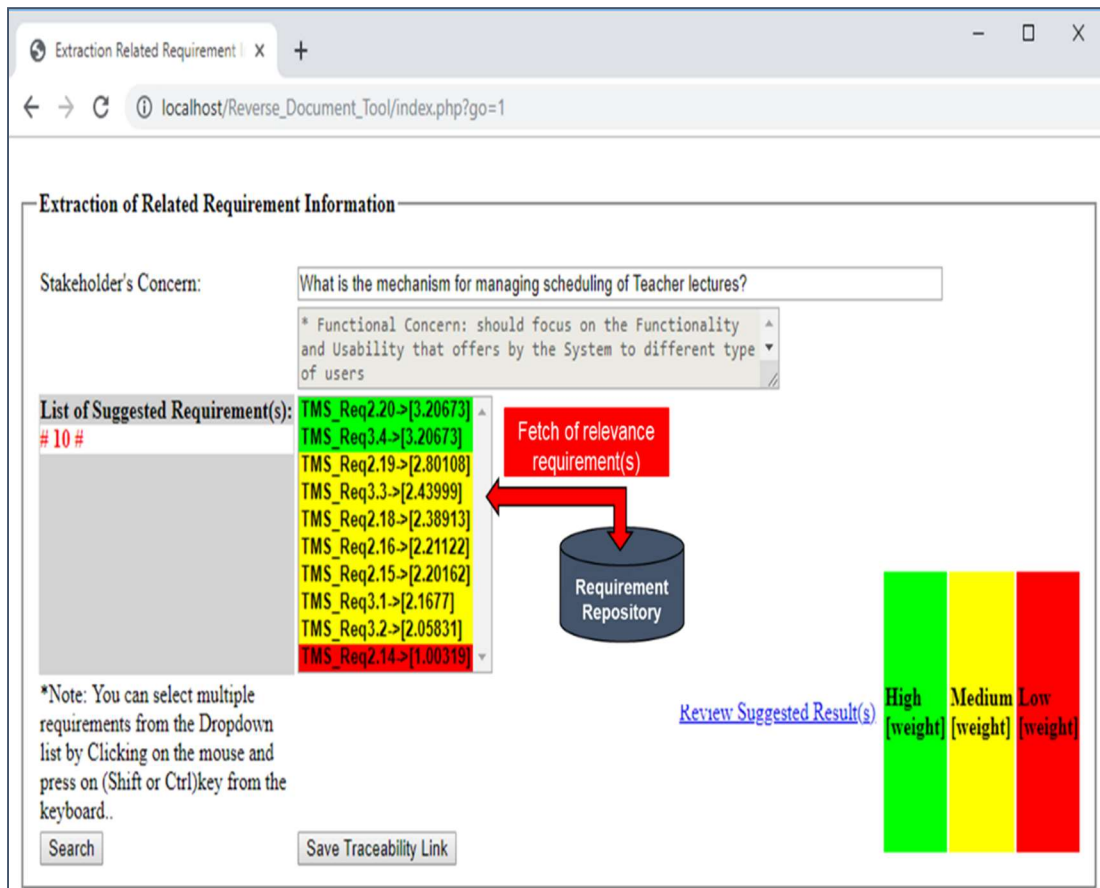 Extraction Related Requirement I
localhost/Reverse_Document_Tool/index.php?go=1
Extraction of Related Requirement Information
Stakeholder's Concern:
What is the mechanism for managing scheduling of Teacher lectures?
* Functional Concern: should focus on the Functionality
and Usability that offers by the System to different type
of users
List of Suggested Requirement(s):
# 10 #
TMS_Req2.20->[3.20673]
TMS_Req3.4->[3.20673]
TMS_Req2.19->[2.80108]
TMS_Req3.3->[2.43999]
TMS_Req2.18->[2.38913]
TMS_Req2.16->[2.21122]
TMS_Req2.15->[2.20162]
TMS_Req3.1->[2.1677]
TMS_Req3.2->[2.05831]
TMS_Req2.14->[1.00319]
Fetch of relevance
requirement(s)
Requirement
Repository
*Note: You can select multiple
requirements from the Dropdown
list by Clicking on the mouse and
press on (Shift or Ctrl)key from the
keyboard..
Review Suggested Result(s)
High
[weight]
Medium
[weight]
Low
[weight]
Search
Save Traceability Link